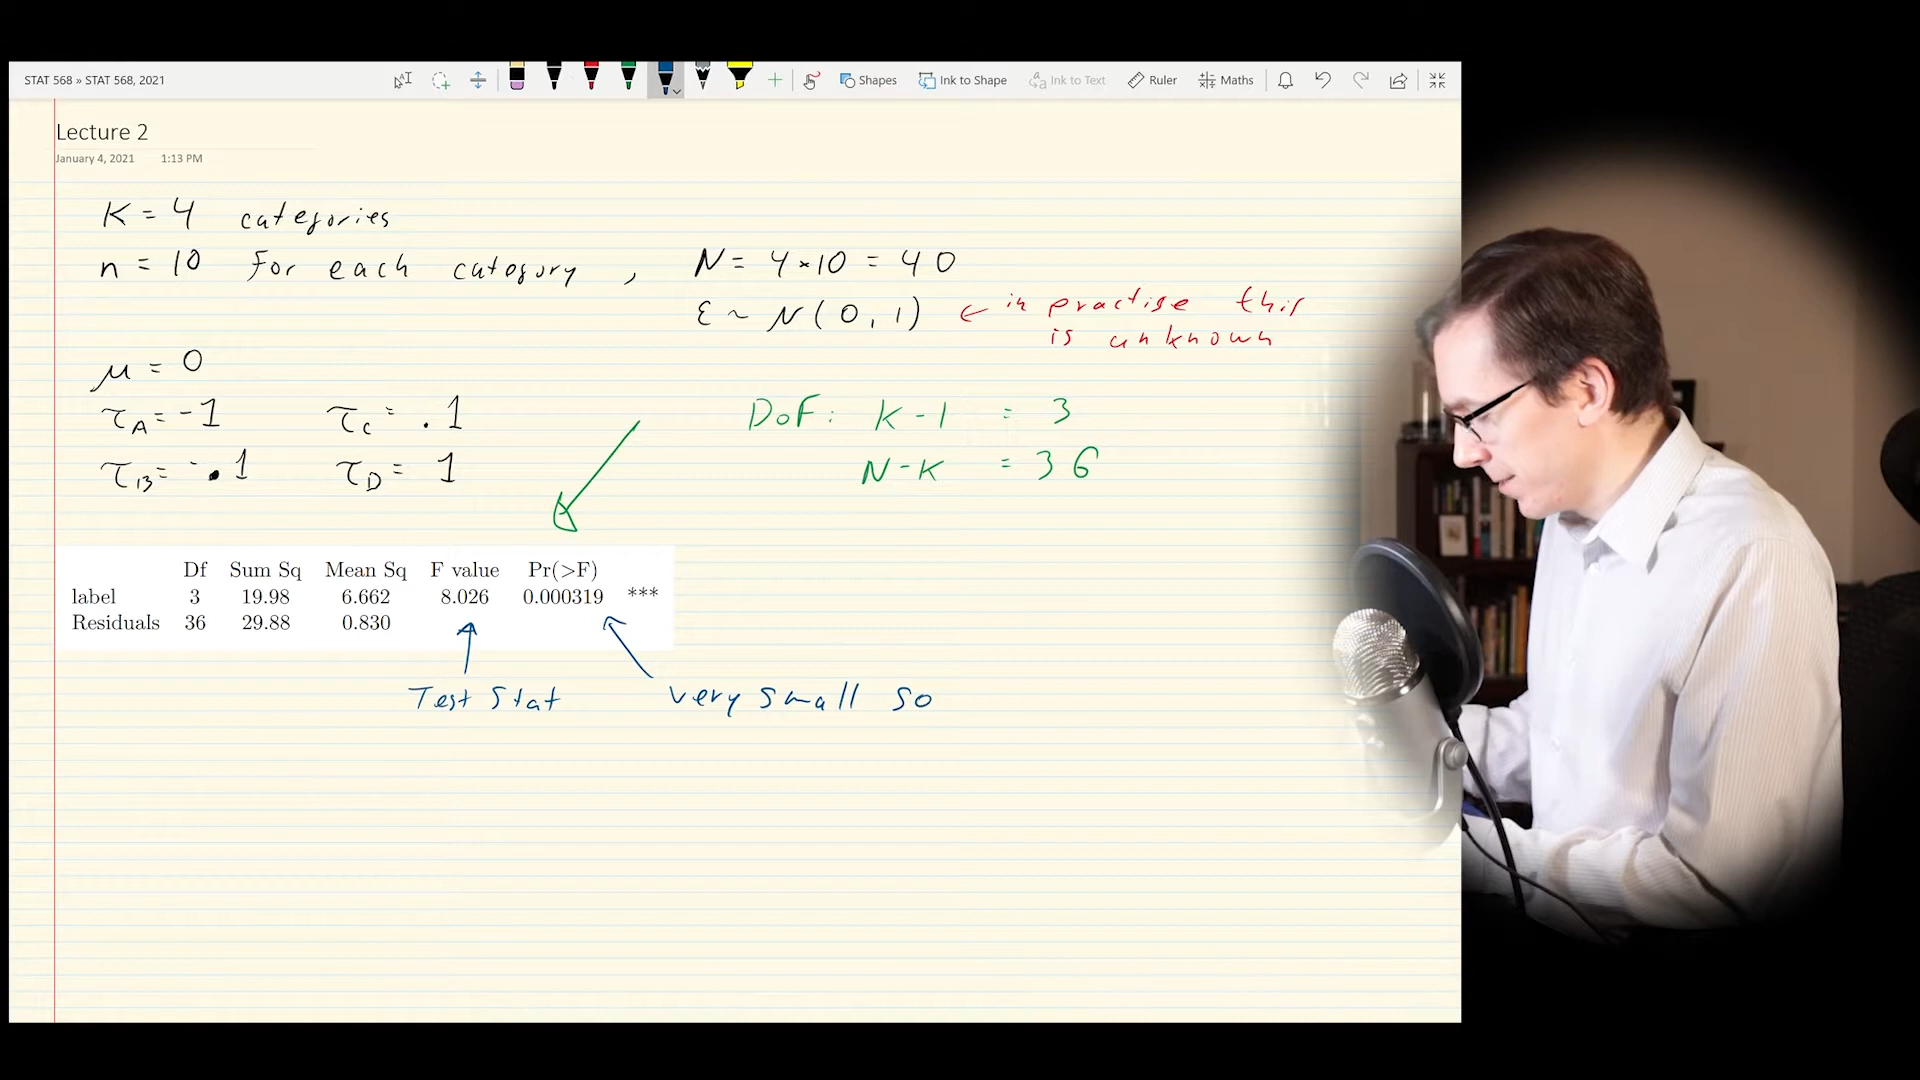 STAT 568 » STAT 568, 2021
Shapes Ink to Shape Ink to Text Ruler Maths
Lecture 2
January 4, 2021 1:13 PM
K = 4 categories
n = 10 for each category , N = 4 × 10 = 40
ε ~ N(0, 1) ← in practise this
is unknown
μ = 0
τA = -1 τC = .1 DoF: K-1 = 3
τB = -.1 τD = 1 N-K = 36
Df Sum Sq Mean Sq F value Pr(>F)
label 3 19.98 6.662 8.026 0.000319 ***
Residuals 36 29.88 0.830
Test Stat very small so